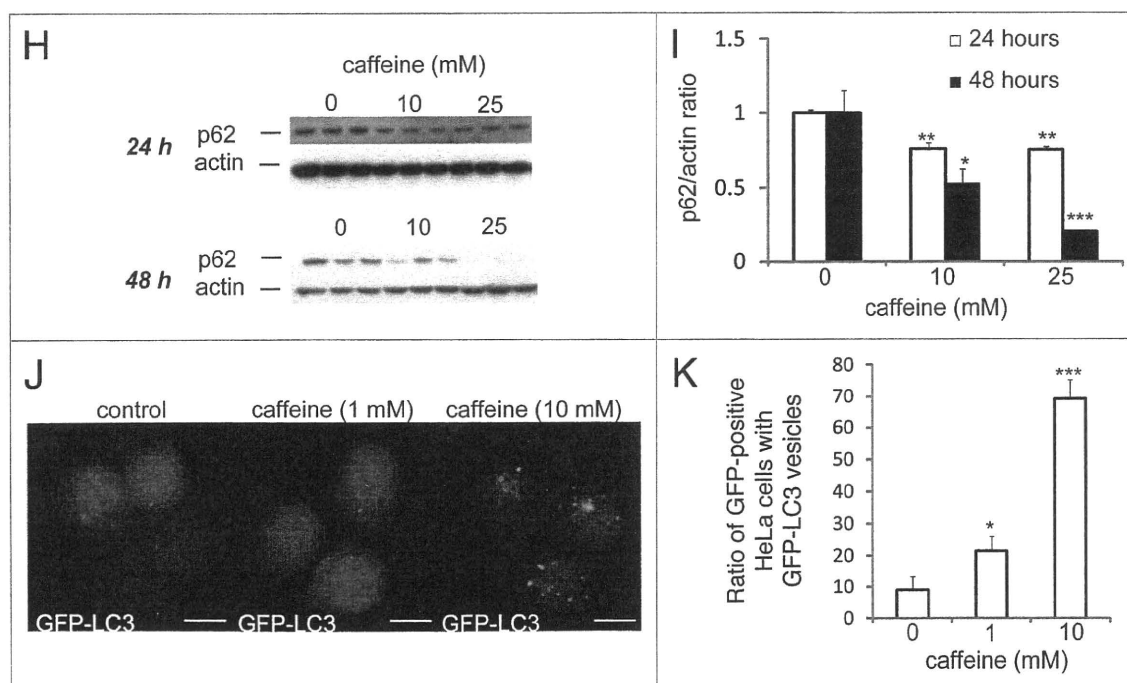 H
caffeine (mM)
0 10 25
24 h
p62
actin
0 10 25
48 h
p62
actin
I
24 hours
48 hours
p62/actin ratio
1.5
1
0.5
0
** * ** ***
0 10 25
caffeine (mM)
J
control caffeine (1 mM) caffeine (10 mM)
GFP-LC3 GFP-LC3 GFP-LC3
K
Ratio of GFP-positive
HeLa cells with
GFP-LC3 vesicles
80
70
60
50
40
30
20
10
0
* ***
0 1 10
caffeine (mM)